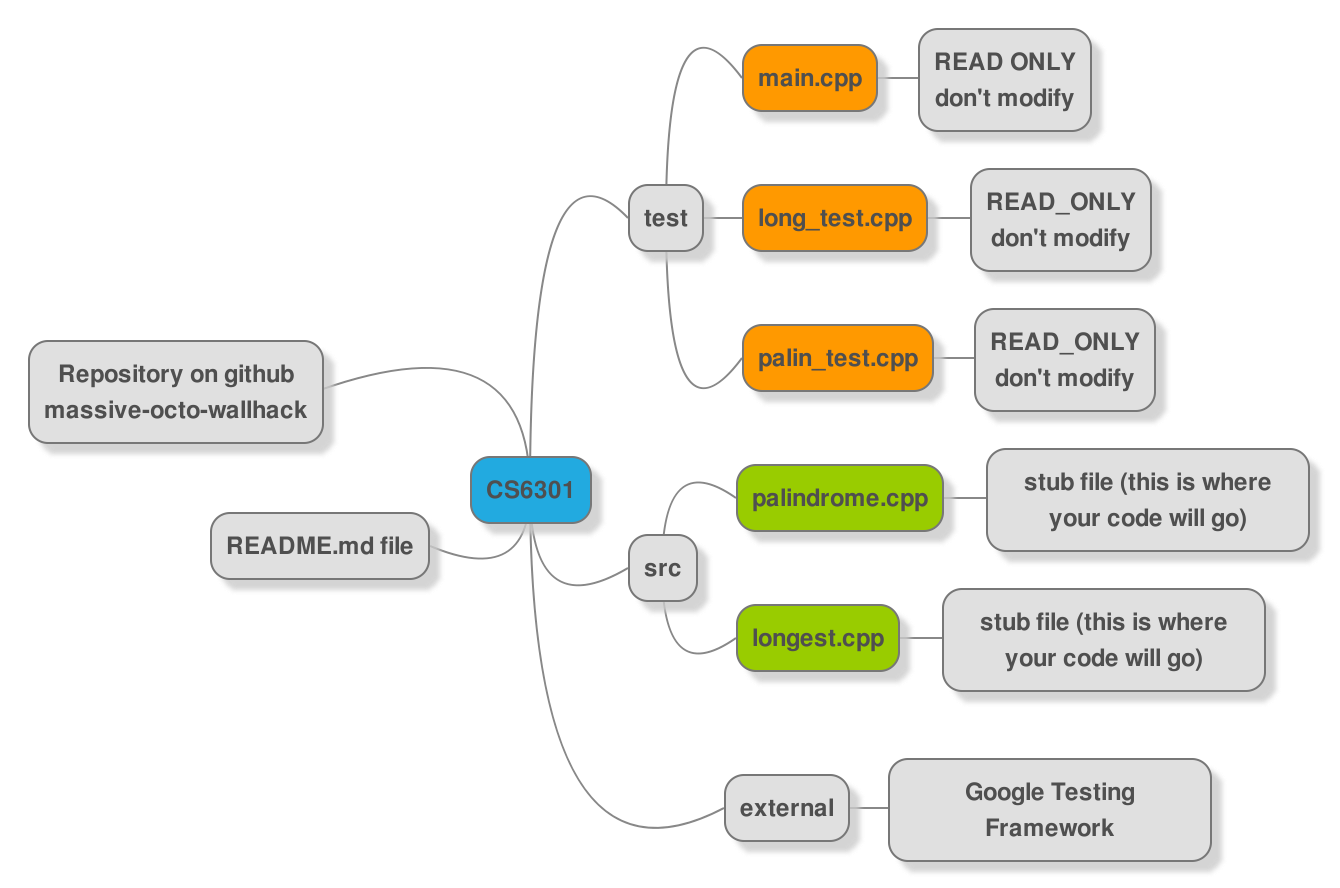 main.cpp
READ ONLY
don't modify
test
long_test.cpp
READ_ONLY
don't modify
palin_test.cpp
READ_ONLY
don't modify
Repository on github
massive-octo-wallhack
CS6301
README.md file
src
palindrome.cpp
stub file (this is where
your code will go)
longest.cpp
stub file (this is where
your code will go)
external
Google Testing
Framework